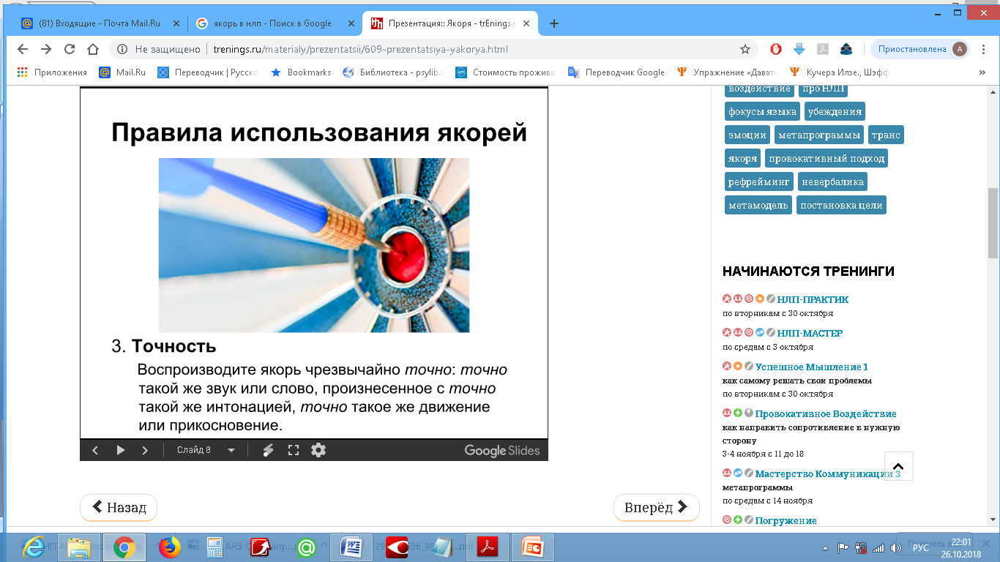 (81) Входящие - Почта Mail.Ru
якорь в нлп - Поиск в Google
Презентация:: Якоря - trEnings.r
Не защищено
trenings.ru/materialy/prezentatsii/609-prezentatsiya-yakorya.html
Приостановлена
А
Приложения
Mail.Ru
Переводчик | Русско
Bookmarks
Библиотека - psylib.
Стоимость прожива
Переводчик Google
Упражнение «Дават
Кучера Илзе., Шэфф
»
Правила использования якорей
3. Точность
Воспроизводите якорь чрезвычайно точно: точно
такой же звук или слово, произнесенное с точно
такой же интонацией, точно такое же движение
или прикосновение.
Слайд 8
Google Slides
Назад
Вперёд
воздействие про НЛП
фокусы языка убеждения
эмоции метапрограммы транс
якоря провокативный подход
рефрейминг невербалика
метамодель постановка цели
НАЧИНАЮТСЯ ТРЕНИНГИ
НЛП-ПРАКТИК
по вторникам с 30 октября
НЛП-МАСТЕР
по средам с 3 октября
Успешное Мышление 1
как самому решать свои проблемы
по вторникам с 30 октября
Провокативное Воздействие
как направить сопротивление в нужную
сторону
3-4 ноября с 11 до 18
Мастерство Коммуникации 3
метапрограммы
по средам с 14 ноября
Погружение
РУС
22:01
26.10.2018